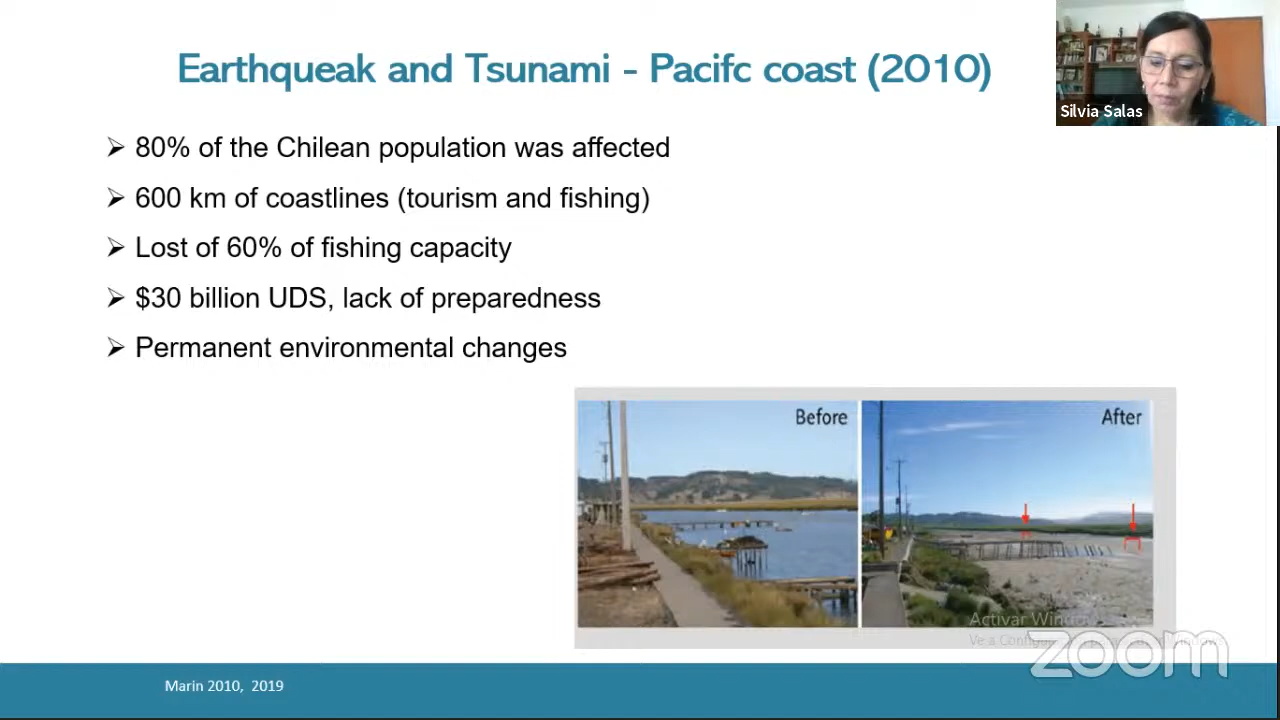 Earthqueak and Tsunami - Pacifc coast (2010)
Silvia Salas
80% of the Chilean population was affected
600 km of coastlines (tourism and fishing)
Lost of 60% of fishing capacity
$30 billion UDS, lack of preparedness
Permanent environmental changes
Before
After
Activar Windows
Ve a Config
zoom
Marin 2010, 2019